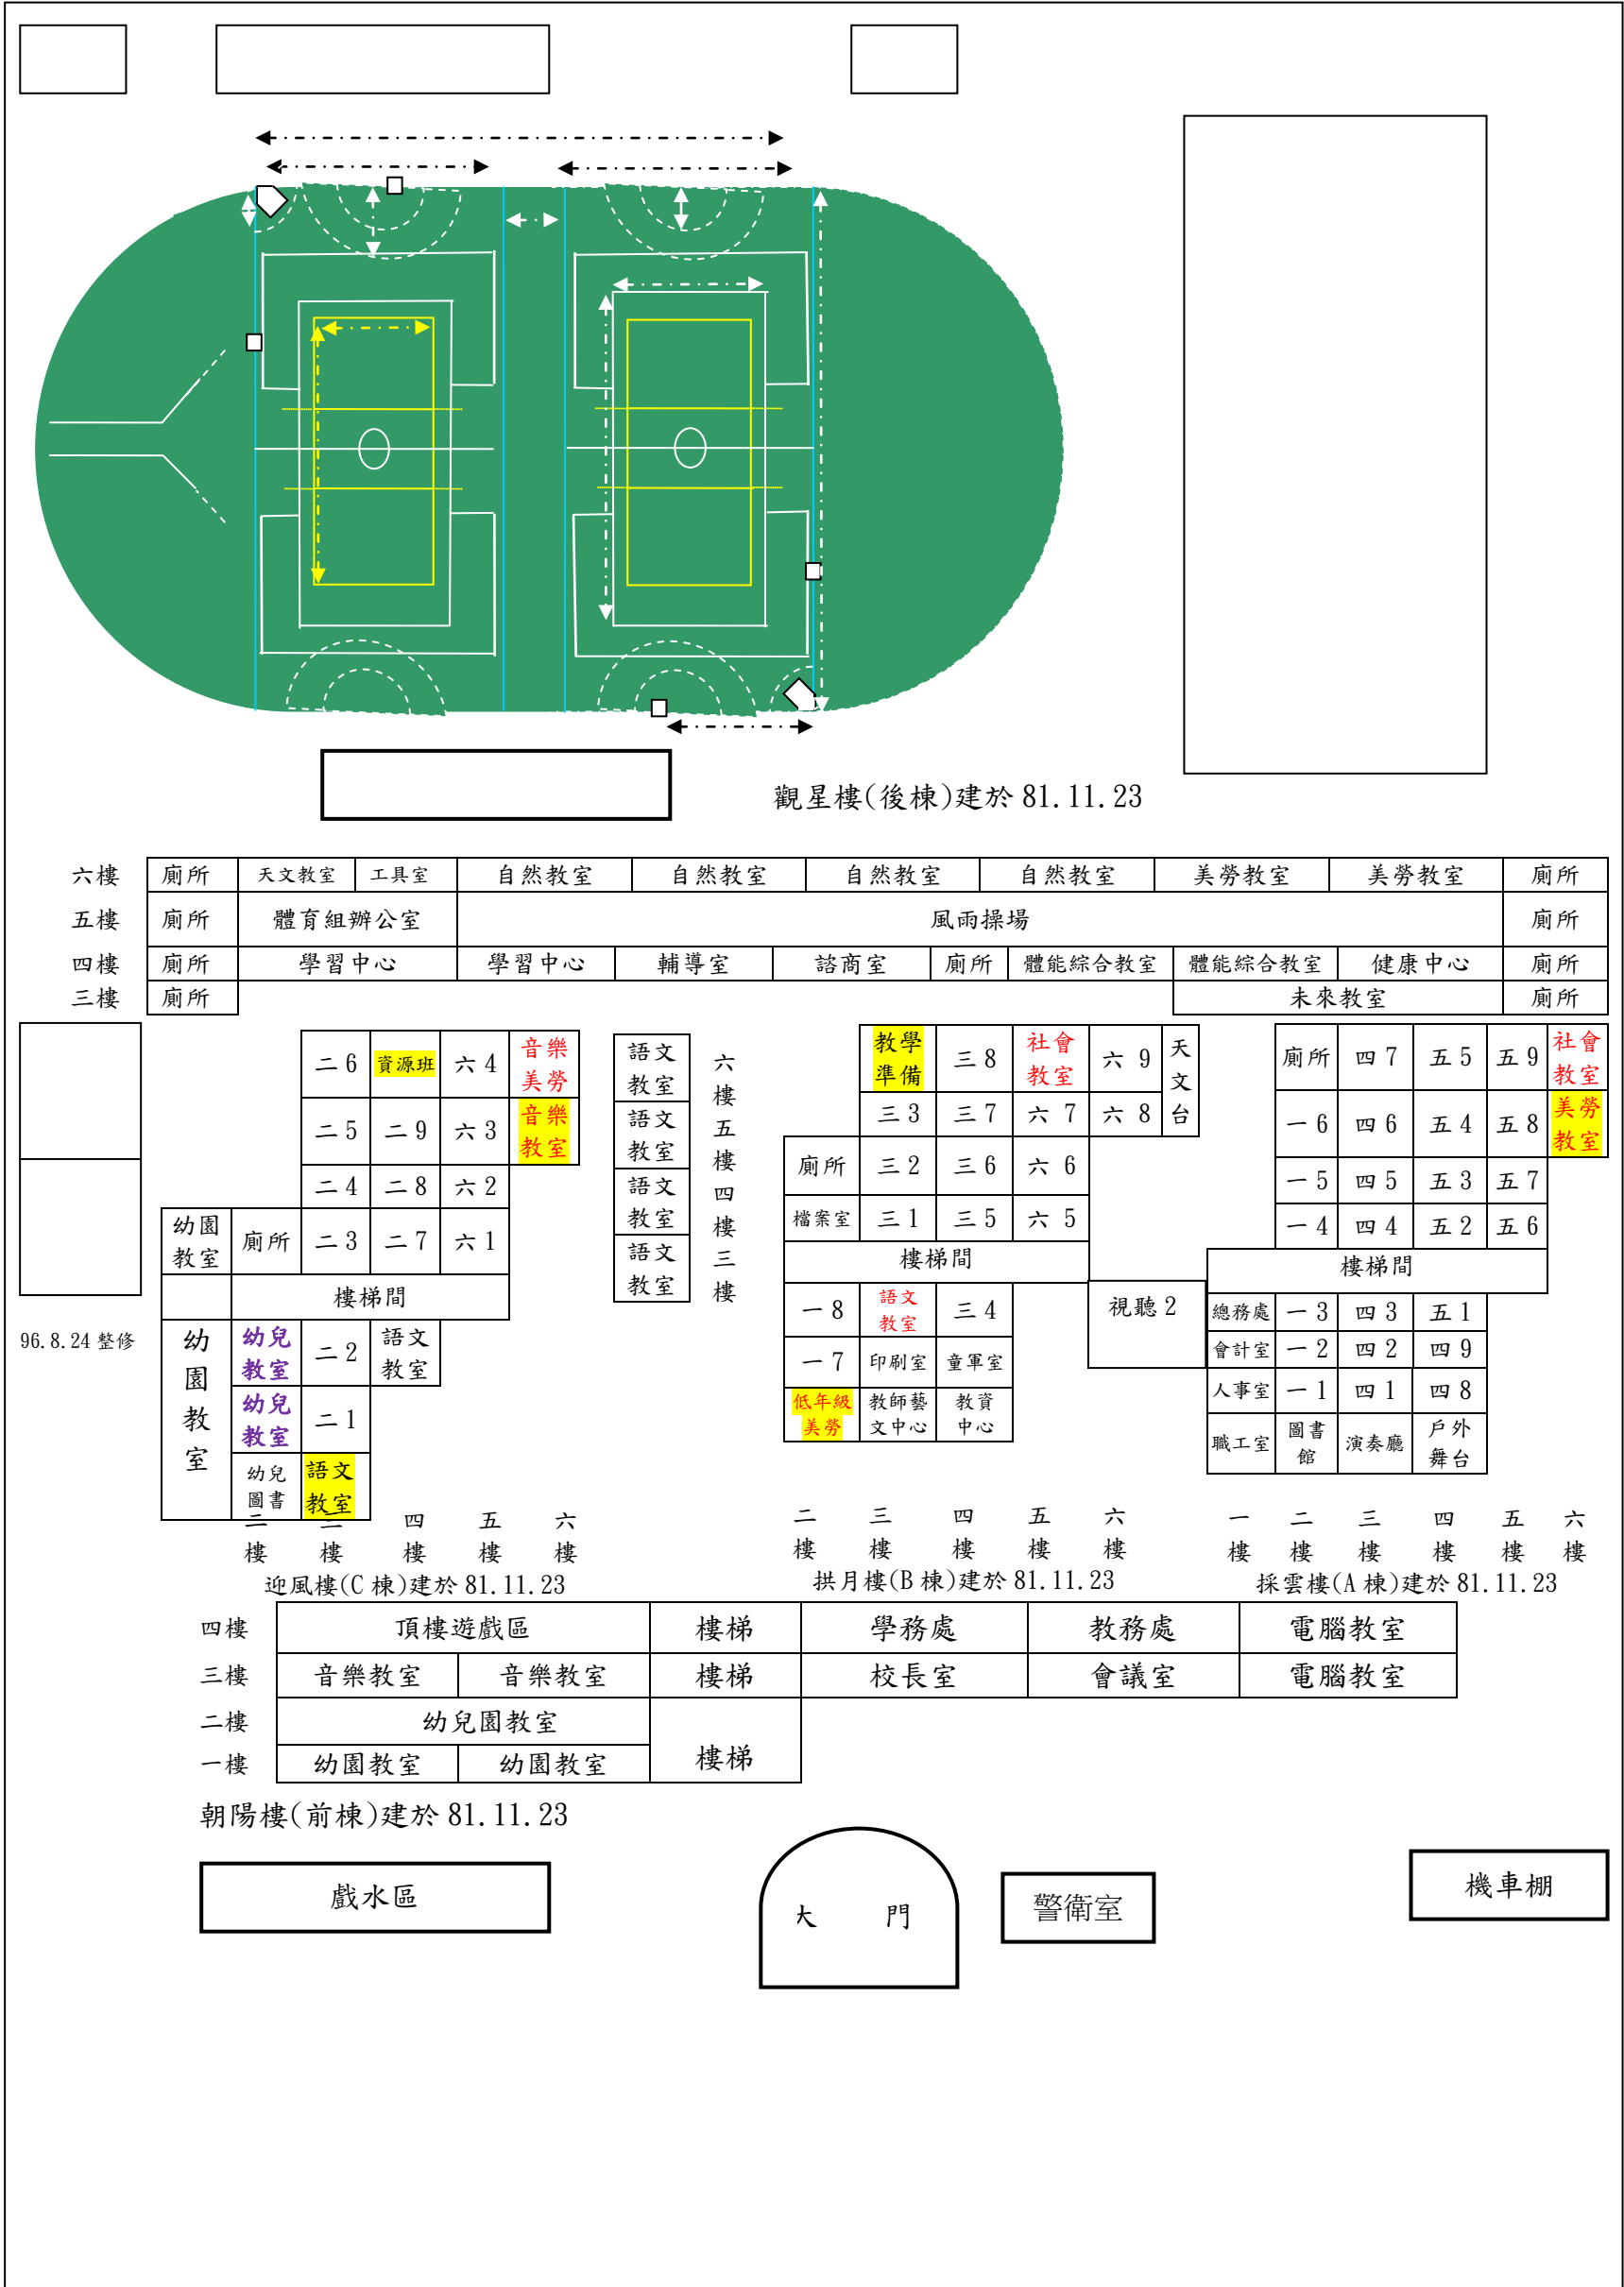 觀星樓(後棟)建於 81.11.23
六樓 廁所 天文教室 工具室 自然教室 自然教室 自然教室 自然教室 美勞教室 美勞教室 廁所
五樓 廁所 體育組辦公室 風雨操場 廁所
四樓 廁所 學習中心 學習中心 輔導室 諮商室 廁所 體能綜合教室 體能綜合教室 健康中心 廁所
三樓 廁所 未來教室 廁所
96.8.24 整修
二 6 資源班 六 4 音樂
美勞
二 5 二 9 六 3 音樂
教室
二 4 二 8 六 2
幼園
教室
廁所 二 3 二 7 六 1
樓梯間
幼
園
教
室
幼兒
教室
二 2 語文
教室
幼兒
教室
二 1
幼兒
圖書
語文
教室
二 三 四 五 六
樓 樓 樓 樓 樓
迎風樓(C 棟)建於 81.11.23
語文
教室
語文
教室
語文
教室
語文
教室
六
樓
五
樓
四
樓
三
樓
教學
準備
三 8 社會
教室
六 9 天
文
台
三 3 三 7 六 7 六 8
廁所 三 2 三 6 六 6
檔案室 三 1 三 5 六 5
樓梯間
一 8 語文
教室
三 4
一 7 印刷室 童軍室
低年級
美勞
教師藝
文中心
教資
中心
視聽 2
二 三 四 五 六
樓 樓 樓 樓 樓
拱月樓(B 棟)建於 81.11.23
廁所 四 7 五 5 五 9 社會
教室
一 6 四 6 五 4 五 8 美勞
教室
一 5 四 5 五 3 五 7
一 4 四 4 五 2 五 6
樓梯間
總務處 一 3 四 3 五 1
會計室 一 2 四 2 四 9
人事室 一 1 四 1 四 8
職工室 圖書
館
演奏廳 戶外
舞台
一 二 三 四 五 六
樓 樓 樓 樓 樓 樓
採雲樓(A 棟)建於 81.11.23
四樓 頂樓遊戲區 樓梯 學務處 教務處 電腦教室
三樓 音樂教室 音樂教室 樓梯 校長室 會議室 電腦教室
二樓 幼兒園教室
一樓 幼園教室 幼園教室 樓梯
朝陽樓(前棟)建於 81.11.23
戲水區
大 門
警衛室
機車棚